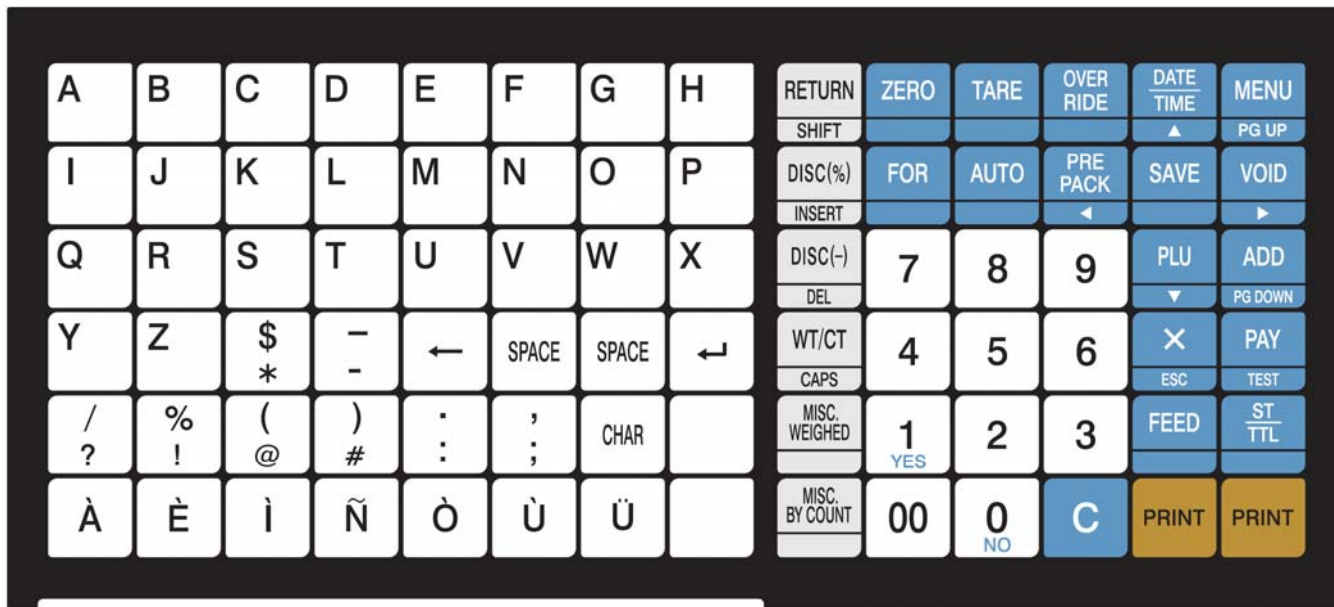 A B C D E F G H RETURN ZERO TARE OVER RIDE DATE TIME MENU
SHIFT ▲ PG UP
I J K L M N O P DISC(%) FOR AUTO PRE PACK SAVE VOID
INSERT ◀ ▶
Q R S T U V W X DISC(–) 7 8 9 PLU ADD
DEL ▼ PG DOWN
Y Z $ – ← SPACE SPACE ↵ WT/CT 4 5 6 × PAY
* - CAPS ESC TEST
/ % ( ) . , CHAR MISC. WEIGHED 1 2 3 FEED ST TTL
? ! @ # : ; YES
À È Ì Ñ Ò Ù Ü MISC. BY COUNT 00 0 C PRINT PRINT
NO